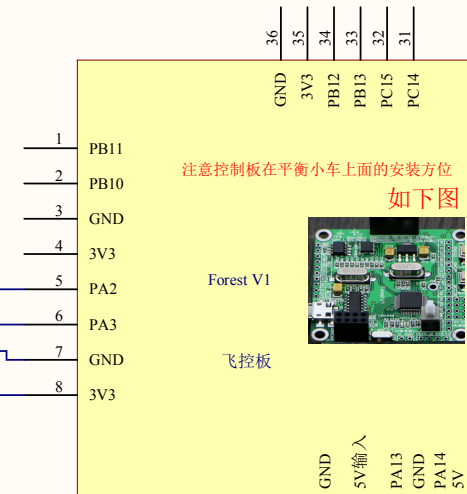 36 35 34 33 32 31
GND 3V3 PB12 PB13 PC15 PC14
1 PB11
2 PB10
3 GND
4 3V3
5 PA2
6 PA3
7 GND
8 3V3
注意控制板在平衡小车上面的安装方位
如下图
Forest V1
飞控板
GND 5V输入 PA13 GND PA14 5V